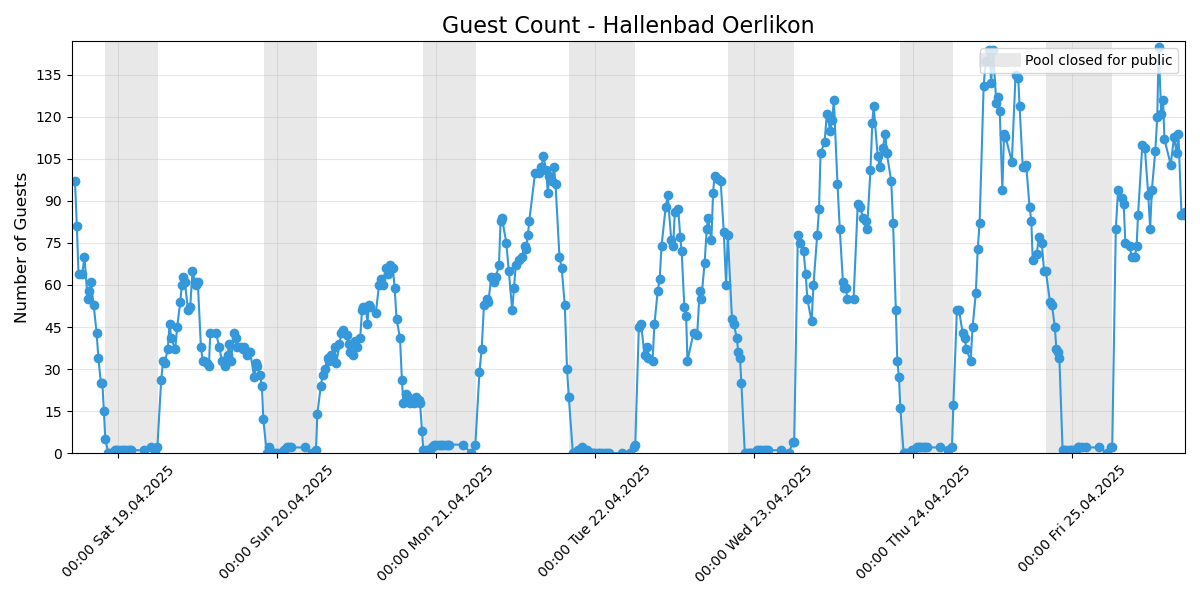 Guest Count - Hallenbad Oerlikon
Pool closed for public
Number of Guests
135
120
105
90
75
60
45
30
15
0
00:00 Sat 19.04.2025
00:00 Sun 20.04.2025
00:00 Mon 21.04.2025
00:00 Tue 22.04.2025
00:00 Wed 23.04.2025
00:00 Thu 24.04.2025
00:00 Fri 25.04.2025